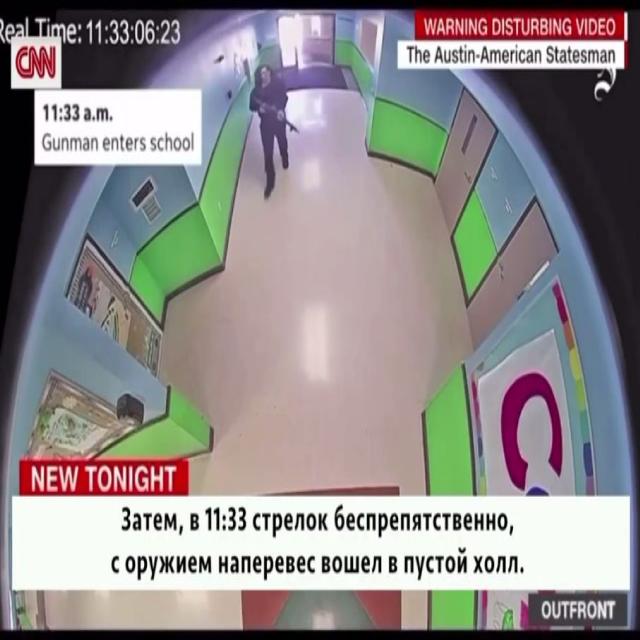 Real Time: 11:33:06:23
CNN
WARNING DISTURBING VIDEO
The Austin-American Statesman
11:33 a.m.
Gunman enters school
C
NEW TONIGHT
Затем, в 11:33 стрелок беспрепятственно,
с оружием наперевес вошел в пустой холл.
OUTFRONT